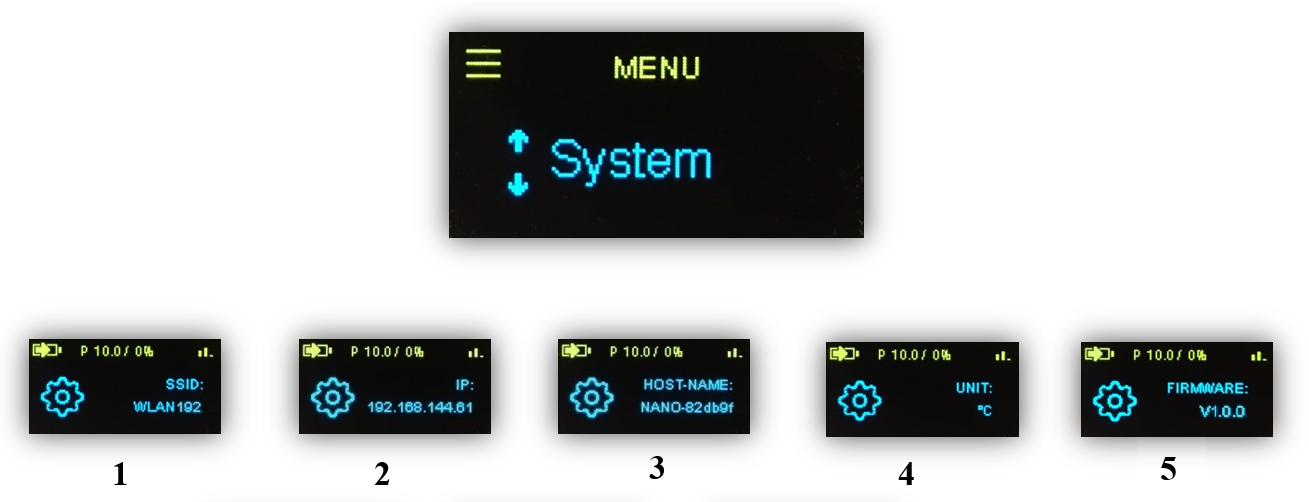 MENU
System
P 10.0 / 0%
SSID:
WLAN192
P 10.0 / 0%
IP:
192.168.144.61
P 10.0 / 0%
HOST-NAME:
NANO-82db9f
P 10.0 / 0%
UNIT:
°C
P 10.0 / 0%
FIRMWARE:
V1.0.0
1
2
3
4
5